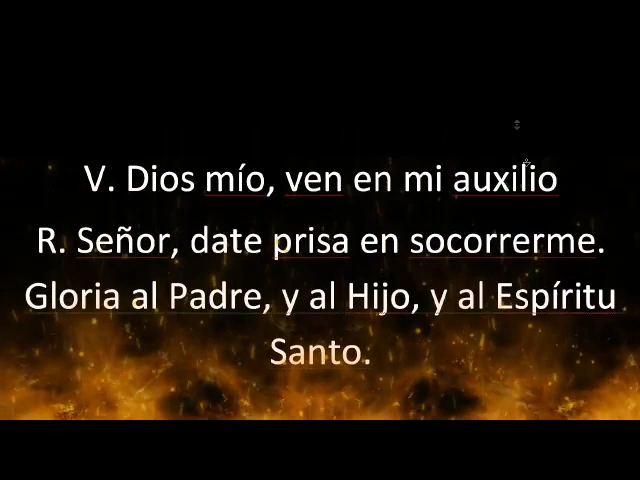 V. Dios mío, ven en mi auxilio
R. Señor, date prisa en socorrerme.
Gloria al Padre, y al Hijo, y al Espíritu
Santo.